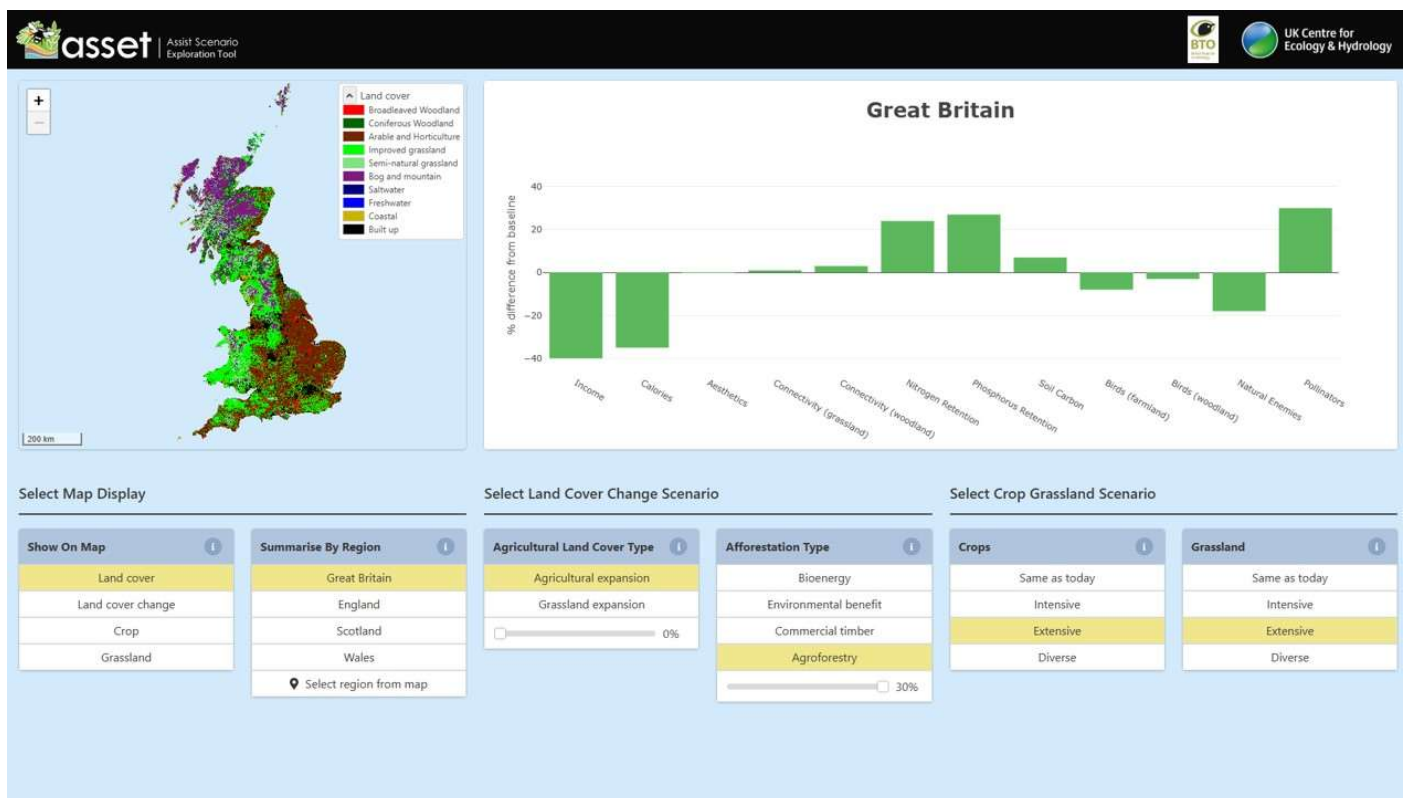 asset
Assist Scenario
Exploration Tool
BTO
UK Centre for
Ecology & Hydrology
+
−
Land cover
Broadleaved Woodland
Coniferous Woodland
Arable and Horticulture
Improved grassland
Semi-natural grassland
Bog and mountain
Saltwater
Freshwater
Coastal
Built up
200 km
Great Britain
% difference from baseline
40
20
0
−20
−40
Income
Calories
Aesthetics
Connectivity (grassland)
Connectivity (woodland)
Nitrogen Retention
Phosphorus Retention
Soil Carbon
Birds (farmland)
Birds (woodland)
Natural Enemies
Pollinators
Select Map Display
Select Land Cover Change Scenario
Select Crop Grassland Scenario
Show On Map i
Land cover
Land cover change
Crop
Grassland
Summarise By Region i
Great Britain
England
Scotland
Wales
Select region from map
Agricultural Land Cover Type i
Agricultural expansion
Grassland expansion
0%
Afforestation Type i
Bioenergy
Environmental benefit
Commercial timber
Agroforestry
30%
Crops i
Same as today
Intensive
Extensive
Diverse
Grassland i
Same as today
Intensive
Extensive
Diverse